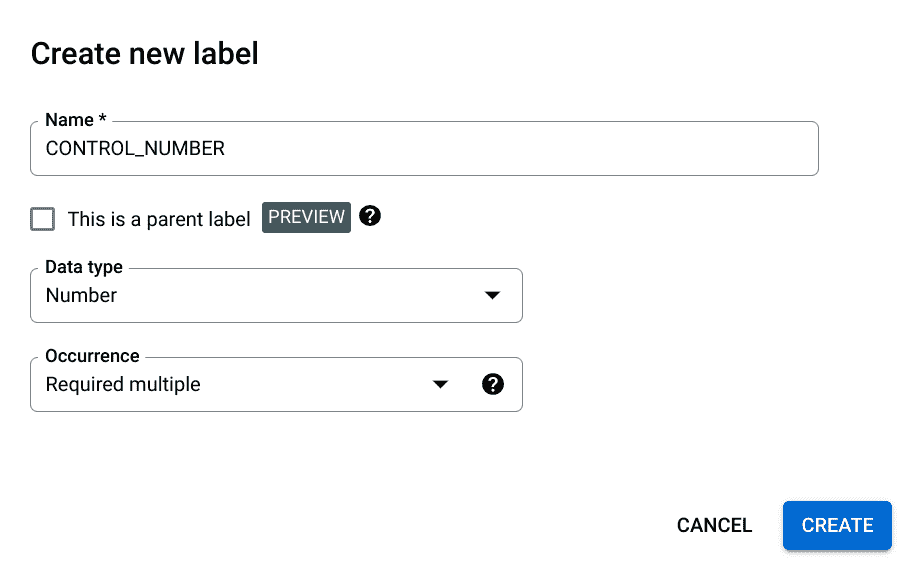 Create new label
Name *
CONTROL_NUMBER
This is a parent label PREVIEW ?
Data type
Number
Occurrence
Required multiple ?
CANCEL CREATE